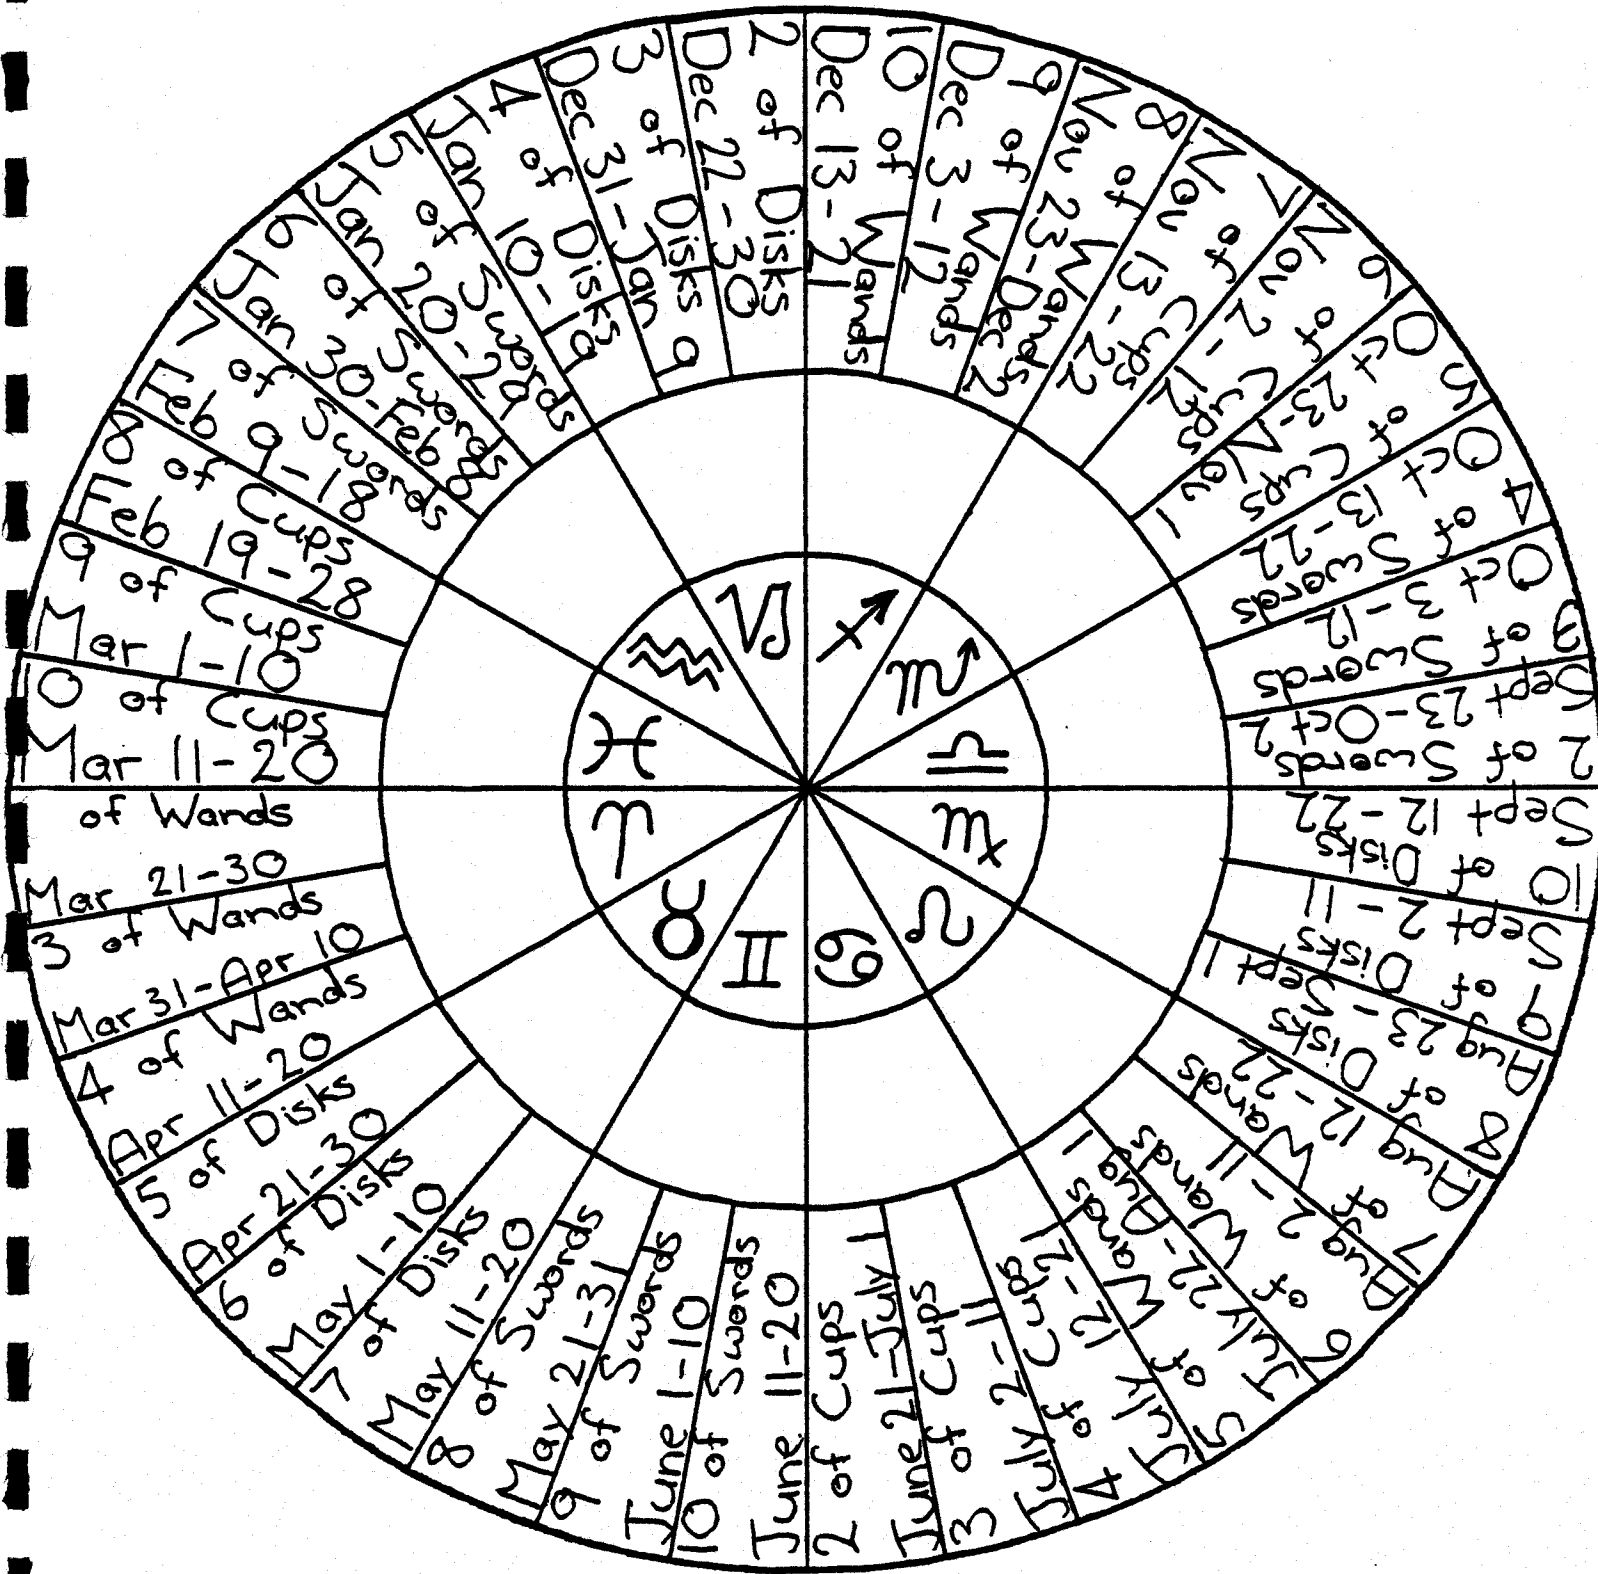 of Wands
Mar 21-30
3 of Wands
Mar 31-Apr 10
4 of Wands
Apr 11-20
5 of Disks
Apr 21-30
6 of Disks
May 1-10
7 of Disks
May 11-20
8 of Swords
May 21-31
9 of Swords
June 1-10
10 of Swords
June 11-20
2 of Cups
June 21-July 1
3 of Cups
July 2-11
4 of Cups
July 12-21
5 of Wands
July 22-Aug 1
6 of Wands
Aug 2-11
7 of Wands
Aug 12-22
8 of Disks
Aug 23-Sept 1
9 of Disks
Sept 2-11
10 of Disks
Sept 12-22
2 of Swords
Sept 23-Oct 2
3 of Swords
Oct 3-12
4 of Swords
Oct 13-22
5 of Cups
Oct 23-Nov 1
6 of Cups
Nov 2-12
7 of Cups
Nov 13-22
8 of Wands
Nov 23-Dec 2
9 of Wands
Dec 3-12
10 of Wands
Dec 13-21
2 of Disks
Dec 22-30
3 of Disks
Dec 31-Jan 9
4 of Disks
Jan 10-19
5 of Swords
Jan 20-29
6 of Swords
Jan 30-Feb 8
7 of Swords
Feb 9-18
8 of Cups
Feb 19-28
9 of Cups
Mar 1-10
0 of Cups
Mar 11-20
♈
♉
♊
♋
♌
♍
♎
♏
♐
♑
♒
♓